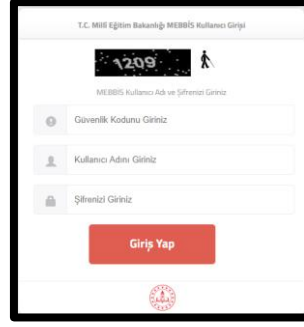 T.C. Millî Eğitim Bakanlığı MEBBİS Kullanıcı Girişi
1209
MEBBİS Kullanıcı Adı ve Şifrenizi Giriniz
Güvenlik Kodunu Giriniz
Kullanıcı Adını Giriniz
Şifrenizi Giriniz
Giriş Yap